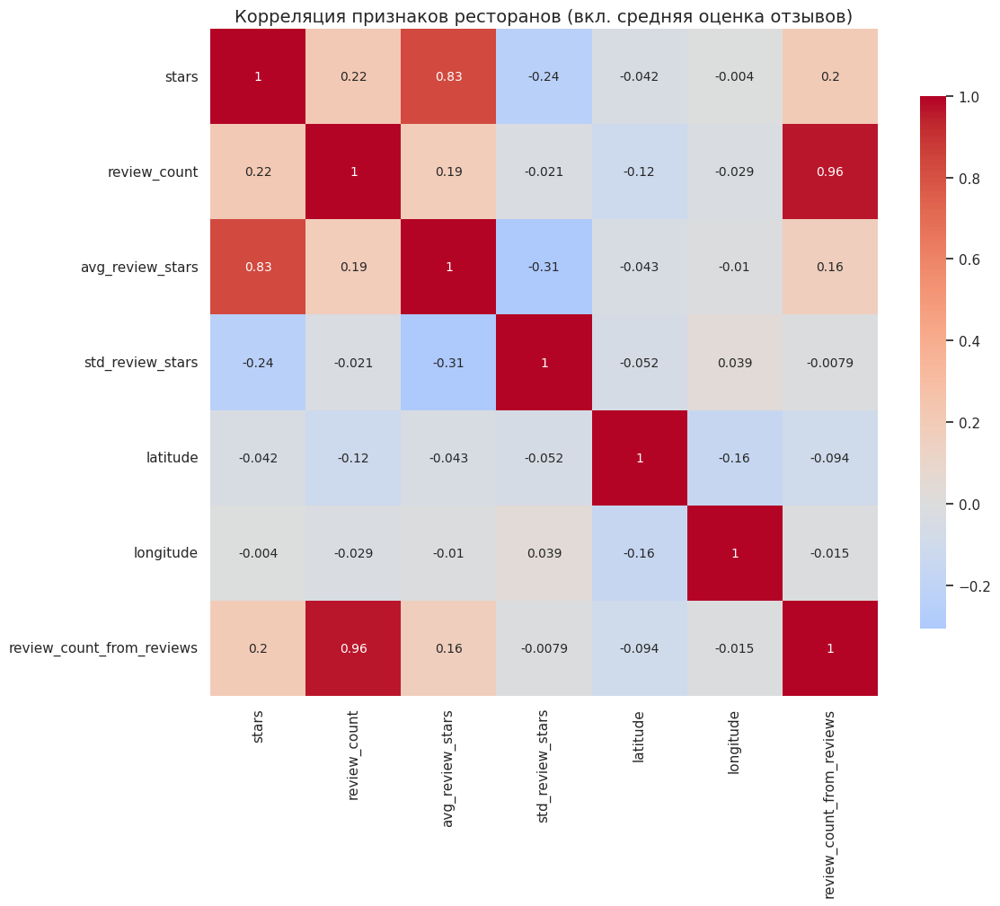 Корреляция признаков ресторанов (вкл. средняя оценка отзывов)
stars 1 0.22 0.83 -0.24 -0.042 -0.004 0.2
review_count 0.22 1 0.19 -0.021 -0.12 -0.029 0.96
avg_review_stars 0.83 0.19 1 -0.31 -0.043 -0.01 0.16
std_review_stars -0.24 -0.021 -0.31 1 -0.052 0.039 -0.0079
latitude -0.042 -0.12 -0.043 -0.052 1 -0.16 -0.094
longitude -0.004 -0.029 -0.01 0.039 -0.16 1 -0.015
review_count_from_reviews 0.2 0.96 0.16 -0.0079 -0.094 -0.015 1
stars
review_count
avg_review_stars
std_review_stars
latitude
longitude
review_count_from_reviews
1.0
0.8
0.6
0.4
0.2
0.0
−0.2